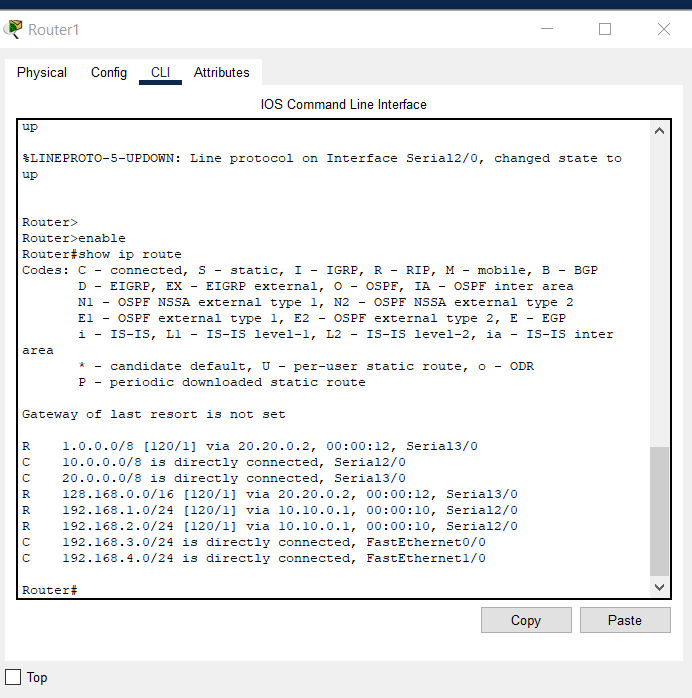 Router1
Physical Config CLI Attributes
IOS Command Line Interface
up
%LINEPROTO-5-UPDOWN: Line protocol on Interface Serial2/0, changed state to
up
Router>
Router>enable
Router#show ip route
Codes: C - connected, S - static, I - IGRP, R - RIP, M - mobile, B - BGP
D - EIGRP, EX - EIGRP external, O - OSPF, IA - OSPF inter area
N1 - OSPF NSSA external type 1, N2 - OSPF NSSA external type 2
E1 - OSPF external type 1, E2 - OSPF external type 2, E - EGP
i - IS-IS, L1 - IS-IS level-1, L2 - IS-IS level-2, ia - IS-IS inter
area
* - candidate default, U - per-user static route, o - ODR
P - periodic downloaded static route
Gateway of last resort is not set
R 1.0.0.0/8 [120/1] via 20.20.0.2, 00:00:12, Serial3/0
C 10.0.0.0/8 is directly connected, Serial2/0
C 20.0.0.0/8 is directly connected, Serial3/0
R 128.168.0.0/16 [120/1] via 20.20.0.2, 00:00:12, Serial3/0
R 192.168.1.0/24 [120/1] via 10.10.0.1, 00:00:10, Serial2/0
R 192.168.2.0/24 [120/1] via 10.10.0.1, 00:00:10, Serial2/0
C 192.168.3.0/24 is directly connected, FastEthernet0/0
C 192.168.4.0/24 is directly connected, FastEthernet1/0
Router#
Copy Paste
Top